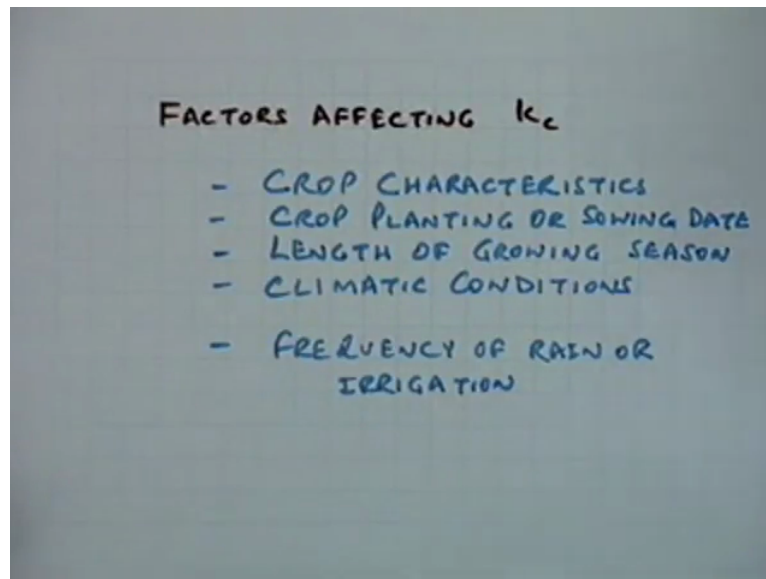 FACTORS AFFECTING kc
- CROP CHARACTERISTICS
- CROP PLANTING OR SOWING DATE
- LENGTH OF GROWING SEASON
- CLIMATIC CONDITIONS
- FREQUENCY OF RAIN OR
IRRIGATION